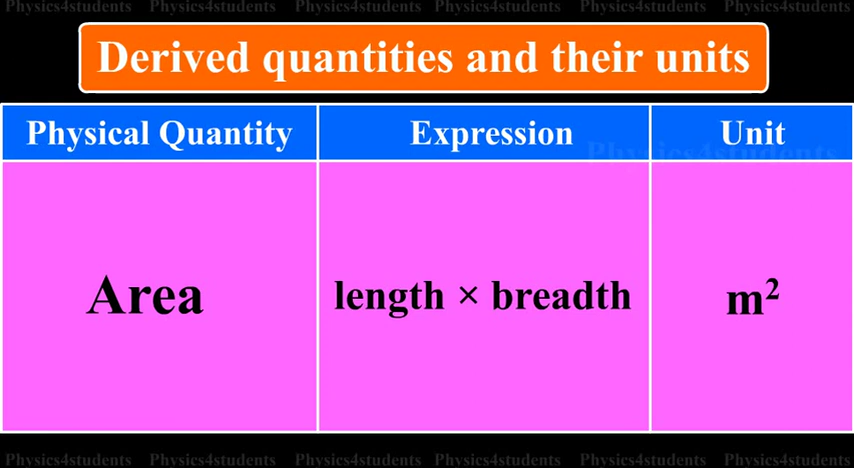 Physics4students Physics4students Physics4students Physics4students Physics4students Physics4students
Derived quantities and their units
Physical Quantity Expression Unit
Physics4students
Area length × breadth m²
Physics4students Physics4students Physics4students Physics4students Physics4students Physics4students